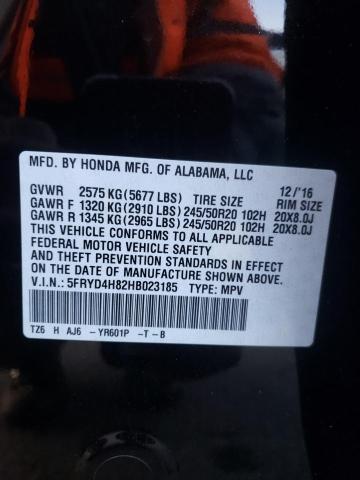 MFD. BY HONDA MFG. OF ALABAMA, LLC 12/'16
GVWR 2575 KG (5677 LBS) TIRE SIZE RIM SIZE
GAWR F 1320 KG (2910 LBS) 245/50R20 102H 20X8.0J
GAWR R 1345 KG (2965 LBS) 245/50R20 102H 20X8.0J
THIS VEHICLE CONFORMS TO ALL APPLICABLE
FEDERAL MOTOR VEHICLE SAFETY
AND THEFT PREVENTION STANDARDS IN EFFECT
ON THE DATE OF MANUFACTURE SHOWN ABOVE.
V.I.N.: 5FRYD4H82HB023185 TYPE: MPV
TZ6 H AJ6 -YR601P -T-B